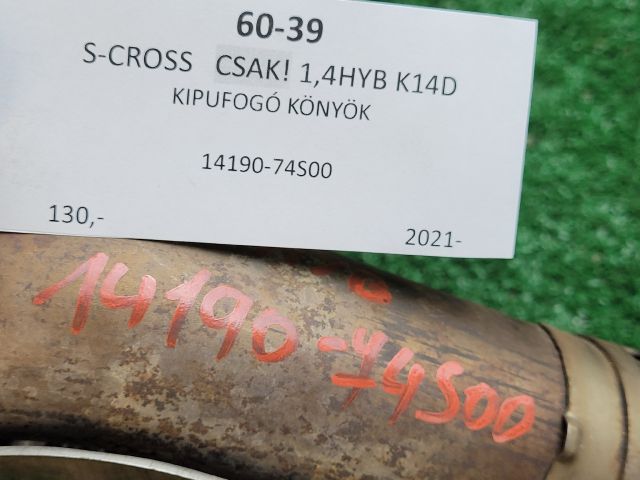 60-39
S-CROSS CSAK! 1,4HYB K14D
KIPUFOGÓ KÖNYÖK
14190-74S00
130,-
2021-
14190-74S00